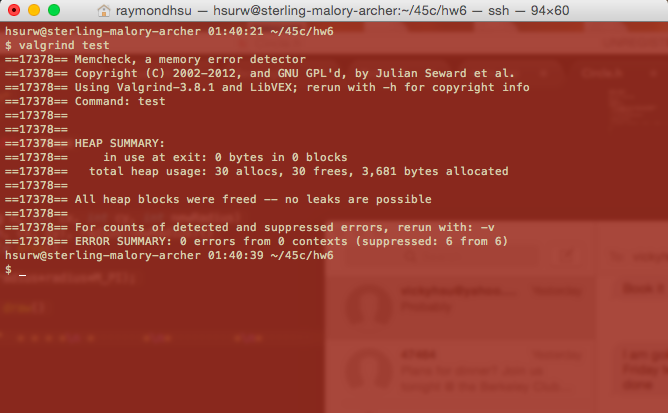 raymondhsu — hsurw@sterling-malory-archer:~/45c/hw6 — ssh — 94×60
hsurw@sterling-malory-archer 01:40:21 ~/45c/hw6
$ valgrind test
==17378== Memcheck, a memory error detector
==17378== Copyright (C) 2002-2012, and GNU GPL'd, by Julian Seward et al.
==17378== Using Valgrind-3.8.1 and LibVEX; rerun with -h for copyright info
==17378== Command: test
==17378==
==17378==
==17378== HEAP SUMMARY:
==17378==     in use at exit: 0 bytes in 0 blocks
==17378==   total heap usage: 30 allocs, 30 frees, 3,681 bytes allocated
==17378==
==17378== All heap blocks were freed -- no leaks are possible
==17378==
==17378== For counts of detected and suppressed errors, rerun with: -v
==17378== ERROR SUMMARY: 0 errors from 0 contexts (suppressed: 6 from 6)
hsurw@sterling-malory-archer 01:40:39 ~/45c/hw6
$ _
Yesterday
Probably
Yesterday